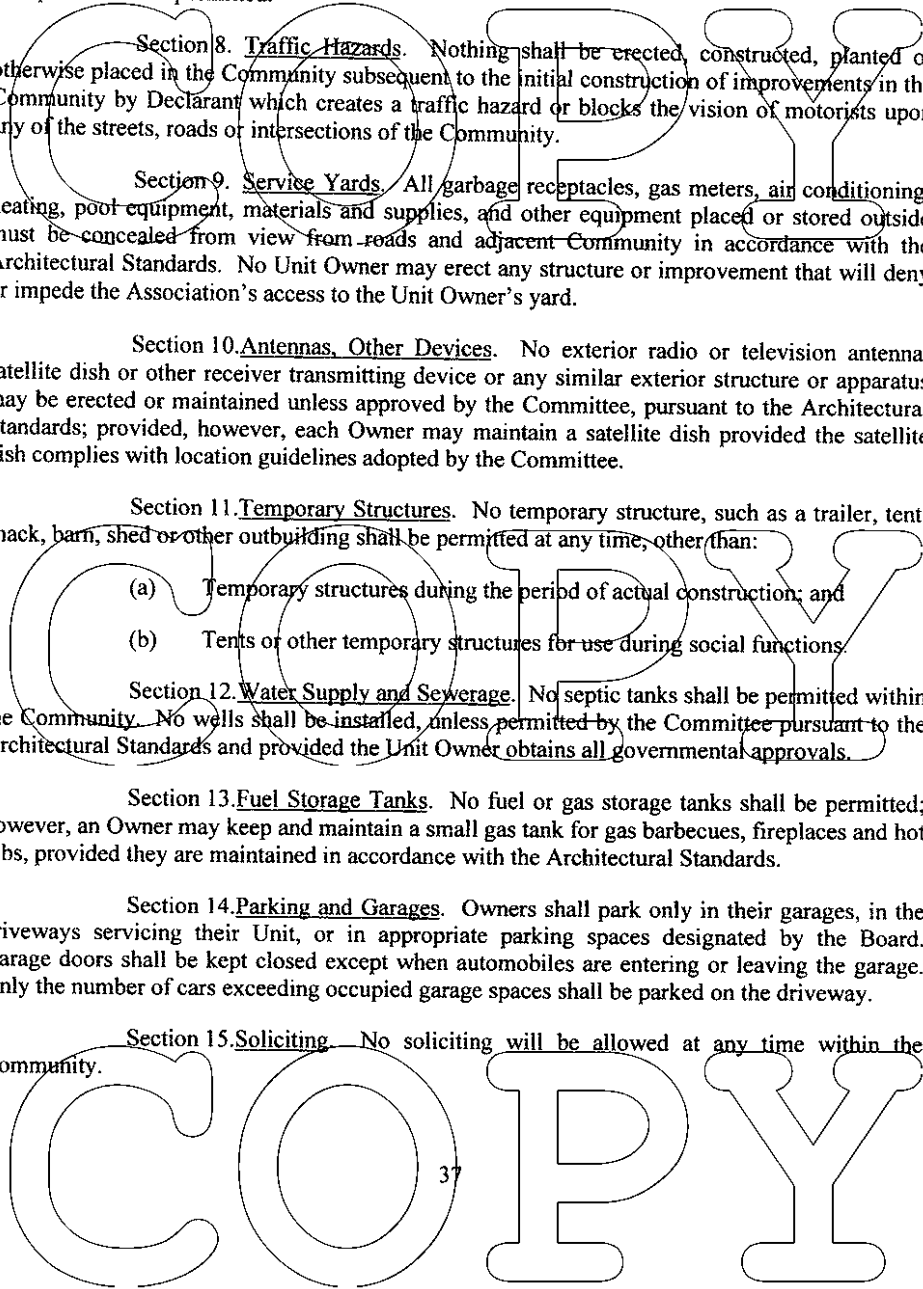 Section 8. Traffic Hazards. Nothing shall be erected, constructed, planted o
otherwise placed in the Community subsequent to the initial construction of improvements in th
Community by Declarant which creates a traffic hazard or blocks the vision of motorists upo
ny of the streets, roads or intersections of the Community.
Section 9. Service Yards. All garbage receptacles, gas meters, air conditioning
eating, pool equipment, materials and supplies, and other equipment placed or stored outside
must be concealed from view from roads and adjacent Community in accordance with the
Architectural Standards. No Unit Owner may erect any structure or improvement that will deny
r impede the Association's access to the Unit Owner's yard.
Section 10. Antennas, Other Devices. No exterior radio or television antenna
atellite dish or other receiver transmitting device or any similar exterior structure or apparatus
may be erected or maintained unless approved by the Committee, pursuant to the Architectural
tandards; provided, however, each Owner may maintain a satellite dish provided the satellite
ish complies with location guidelines adopted by the Committee.
Section 11. Temporary Structures. No temporary structure, such as a trailer, tent
hack, barn, shed or other outbuilding shall be permitted at any time, other than:
(a) Temporary structures during the period of actual construction; and
(b) Tents or other temporary structures for use during social functions.
Section 12. Water Supply and Sewerage. No septic tanks shall be permitted within
e Community. No wells shall be installed, unless permitted by the Committee pursuant to the
rchitectural Standards and provided the Unit Owner obtains all governmental approvals.
Section 13. Fuel Storage Tanks. No fuel or gas storage tanks shall be permitted;
owever, an Owner may keep and maintain a small gas tank for gas barbecues, fireplaces and hot
bs, provided they are maintained in accordance with the Architectural Standards.
Section 14. Parking and Garages. Owners shall park only in their garages, in the
riveways servicing their Unit, or in appropriate parking spaces designated by the Board.
arage doors shall be kept closed except when automobiles are entering or leaving the garage.
nly the number of cars exceeding occupied garage spaces shall be parked on the driveway.
Section 15. Soliciting. No soliciting will be allowed at any time within the
ommunity.
37
COPY
COPY
COPY